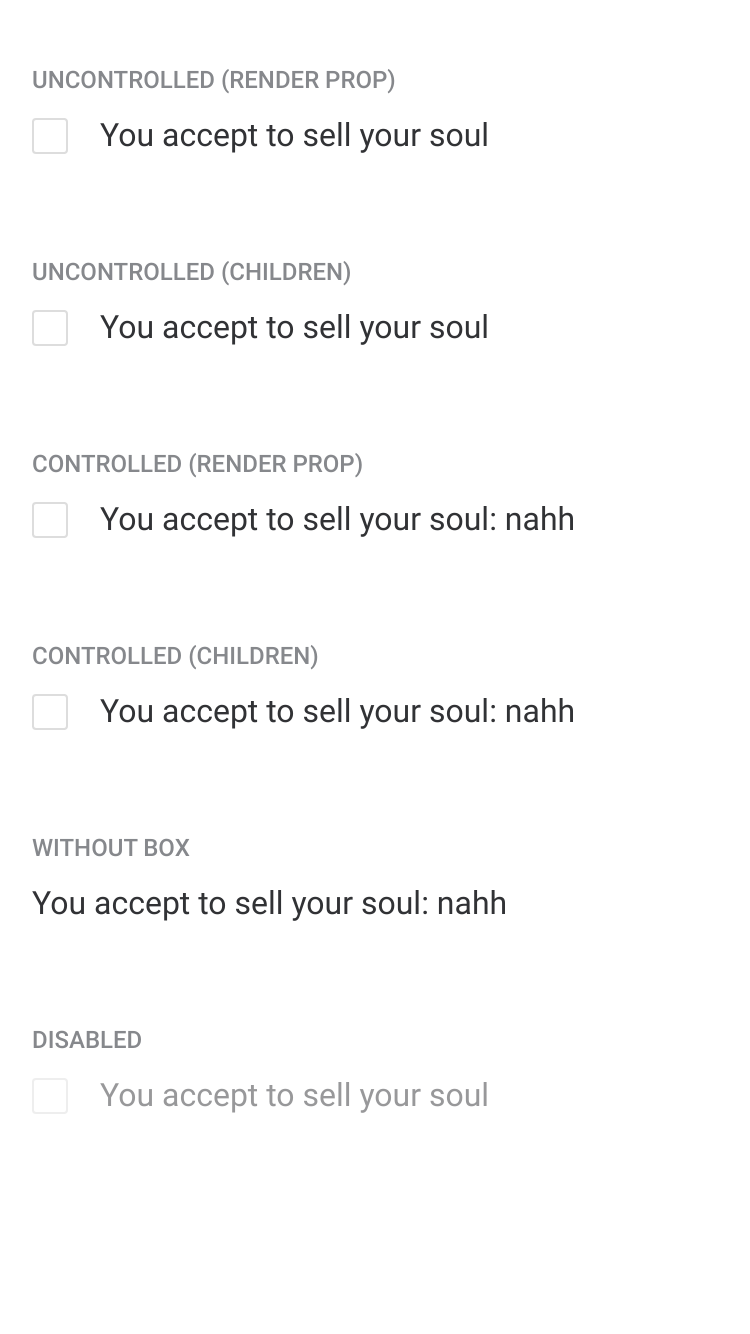 UNCONTROLLED (RENDER PROP)
You accept to sell your soul
UNCONTROLLED (CHILDREN)
You accept to sell your soul
CONTROLLED (RENDER PROP)
You accept to sell your soul: nahh
CONTROLLED (CHILDREN)
You accept to sell your soul: nahh
WITHOUT BOX
You accept to sell your soul: nahh
DISABLED
You accept to sell your soul